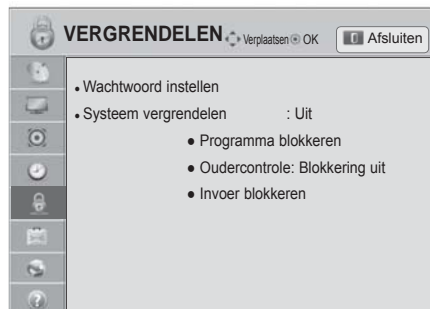 VERGRENDELEN Verplaatsen OK Afsluiten
• Wachtwoord instellen
• Systeem vergrendelen : Uit
● Programma blokkeren
● Oudercontrole: Blokkering uit
● Invoer blokkeren
?